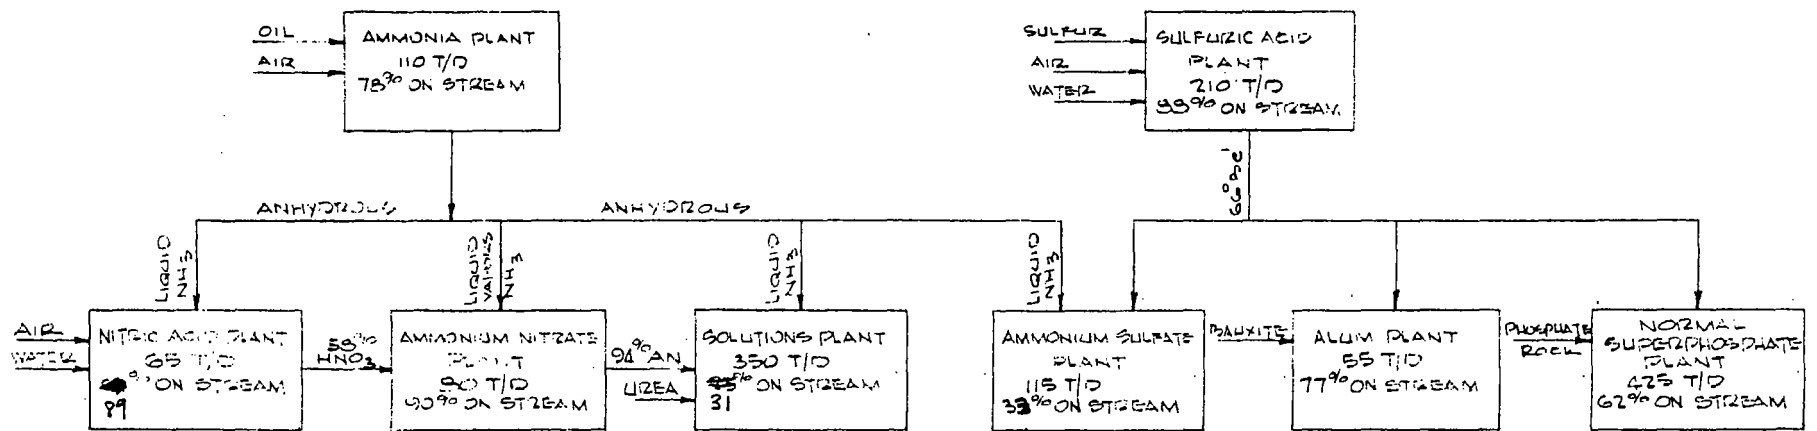 OIL
AIR
AMMONIA PLANT
110 T/D
78% ON STREAM
SULFUR
AIR
WATER
SULFURIC ACID
PLANT
210 T/D
99% ON STREAM
66° Be'
ANHYDROUS
ANHYDROUS
LIQUID
NH3
LIQUID
VAPORS
NH3
LIQUID
NH3
LIQUID
NH3
AIR
WATER
NITRIC ACID PLANT
65 T/D
% ON STREAM
89
58%
HNO3
AMMONIUM NITRATE
PLANT
90 T/D
90% ON STREAM
94% AN
UREA
SOLUTIONS PLANT
350 T/D
% ON STREAM
31
AMMONIUM SULFATE
PLANT
115 T/D
% ON STREAM
BAUXITE
ALUM PLANT
55 T/D
77% ON STREAM
PHOSPHATE
ROCK
NORMAL
SUPERPHOSPHATE
PLANT
425 T/D
62% ON STREAM